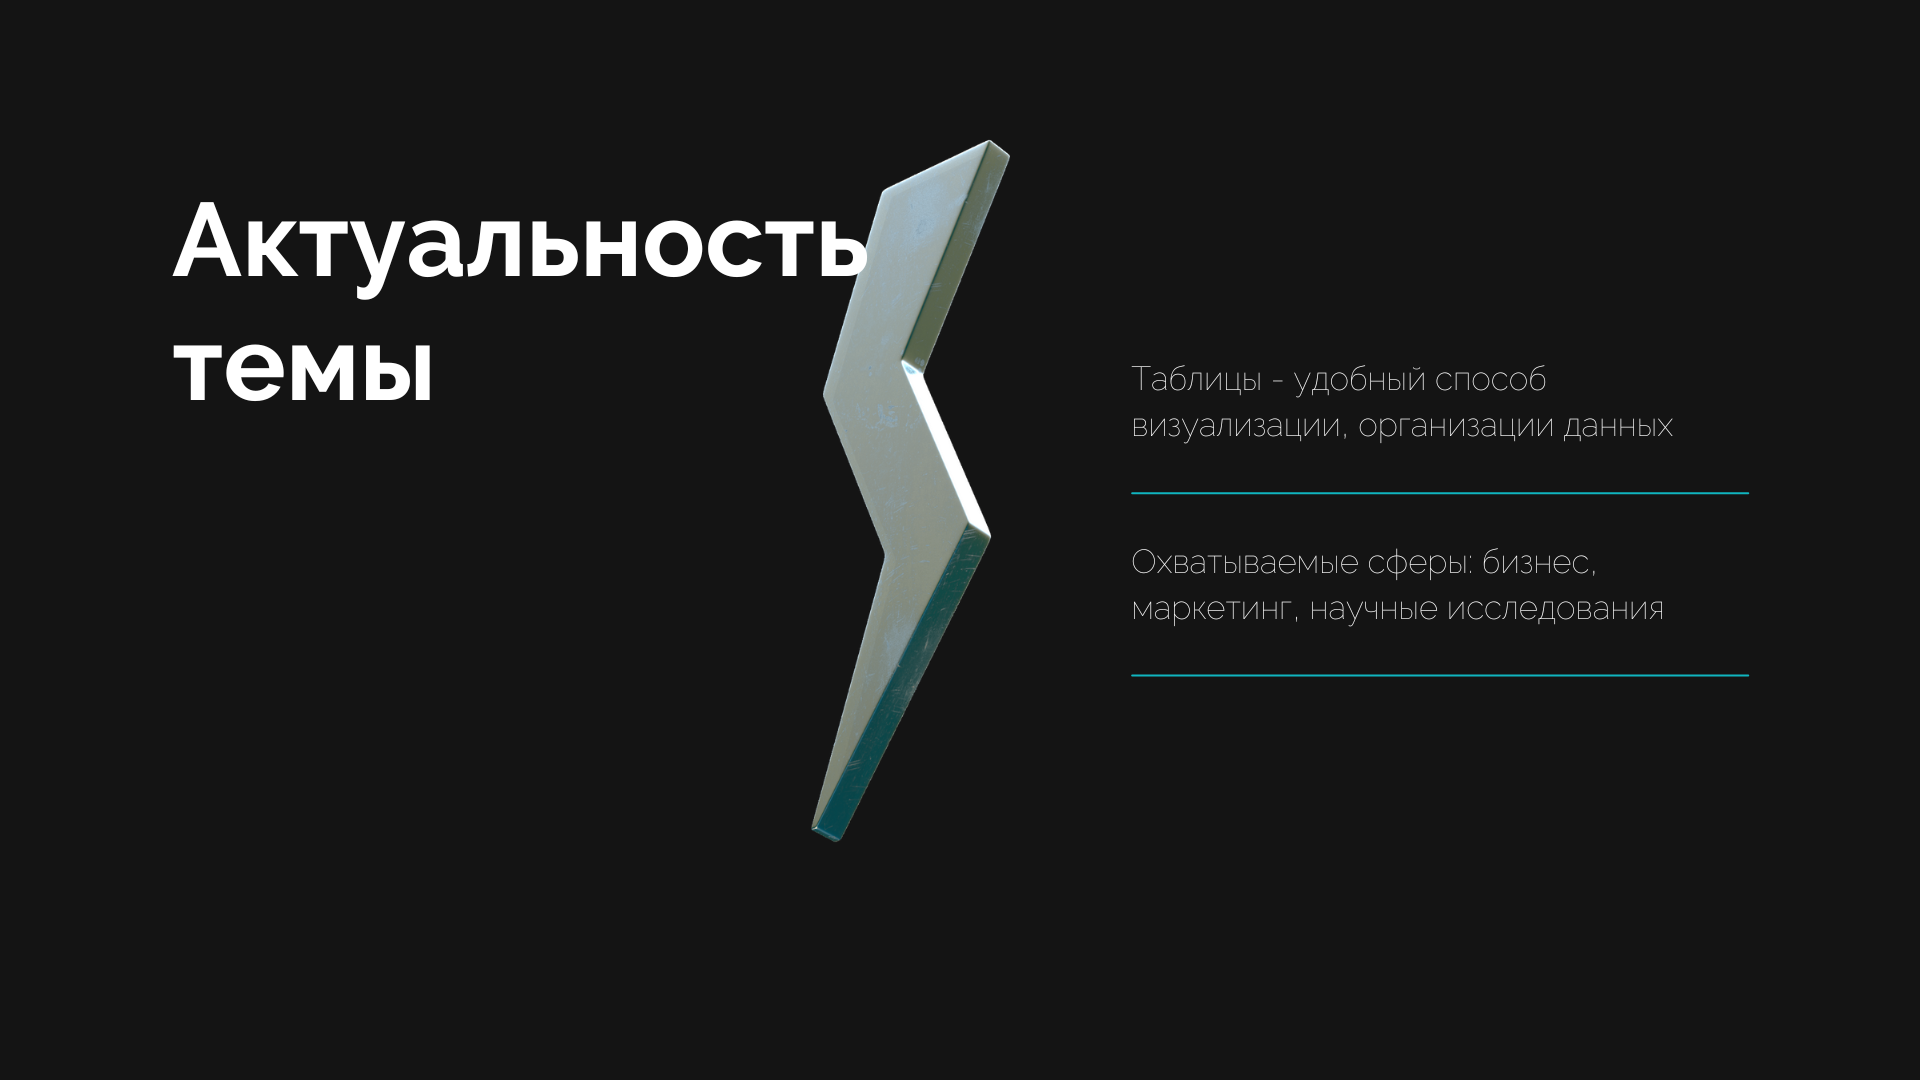 Актуальность
темы
Таблицы - удобный способ
визуализации, организации данных
Охватываемые сферы: бизнес,
маркетинг, научные исследования